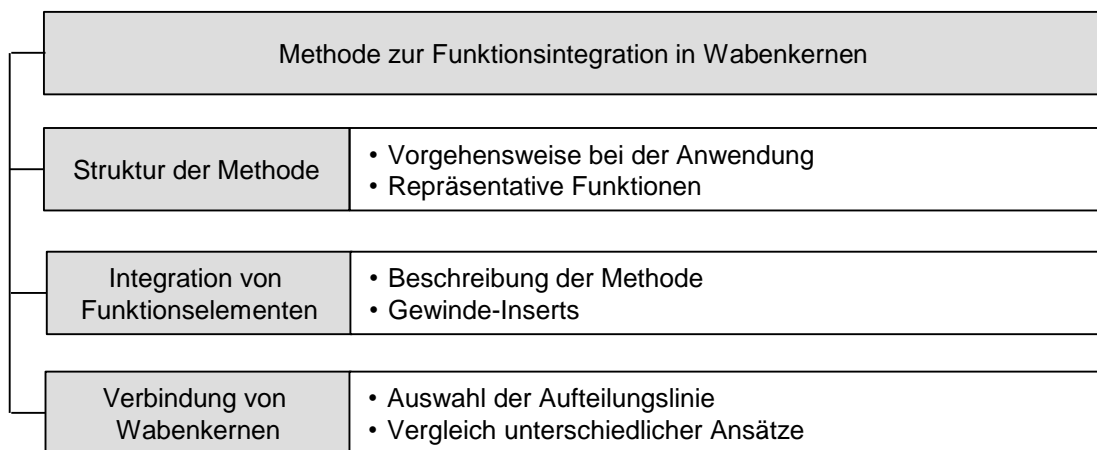 Methode zur Funktionsintegration in Wabenkernen
Struktur der Methode
• Vorgehensweise bei der Anwendung
• Repräsentative Funktionen
Integration von
Funktionselementen
• Beschreibung der Methode
• Gewinde-Inserts
Verbindung von
Wabenkernen
• Auswahl der Aufteilungslinie
• Vergleich unterschiedlicher Ansätze